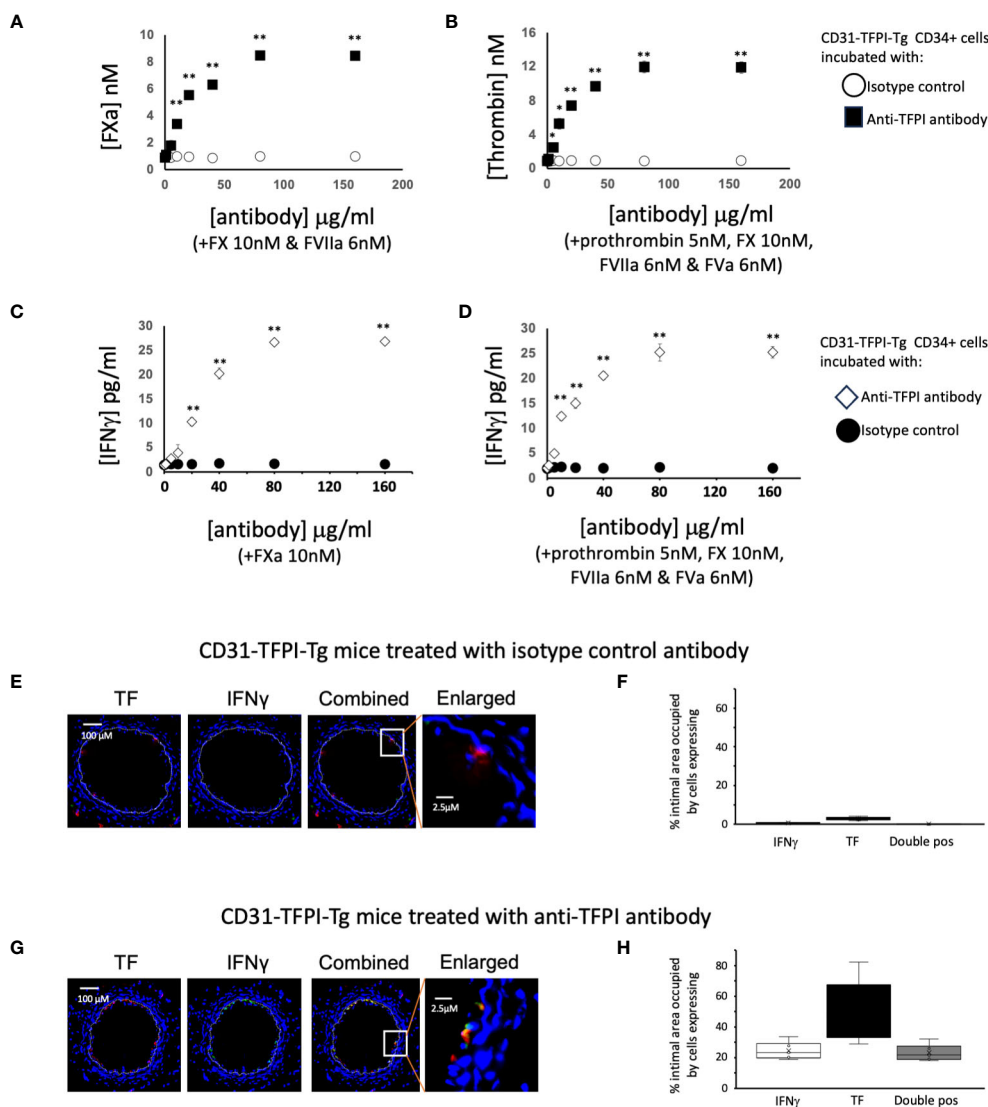 A
10
8
6
4
2
0
[FXa] nM
**
**
**
**
**
0
50
100
150
200
[antibody] μg/ml
(+FX 10nM & FVIIa 6nM)
B
16
12
8
4
0
[Thrombin] nM
*
*
**
**
**
**
0
50
100
150
200
[antibody] μg/ml
(+prothrombin 5nM, FX 10nM,
FVIIa 6nM & FVa 6nM)
CD31-TFPI-Tg CD34+ cells
incubated with:
Isotype control
Anti-TFPI antibody
C
30
25
20
15
10
5
0
[IFNγ] pg/ml
**
**
**
**
0
40
80
120
160
[antibody] μg/ml
(+FXa 10nM)
D
30
25
20
15
10
5
0
[IFNγ] pg/ml
**
**
**
**
**
0
40
80
120
160
[antibody] μg/ml
(+prothrombin 5nM, FX 10nM,
FVIIa 6nM & FVa 6nM)
CD31-TFPI-Tg CD34+ cells
incubated with:
Anti-TFPI antibody
Isotype control
CD31-TFPI-Tg mice treated with isotype control antibody
E
TF
IFNγ
Combined
Enlarged
100 μM
2.5μM
F
% intimal area occupied
by cells expressing
60
40
20
0
IFNγ
TF
Double pos
CD31-TFPI-Tg mice treated with anti-TFPI antibody
G
TF
IFNγ
Combined
Enlarged
100 μM
2.5μM
H
% intimal area occupied
by cells expressing
80
60
40
20
0
IFNγ
TF
Double pos